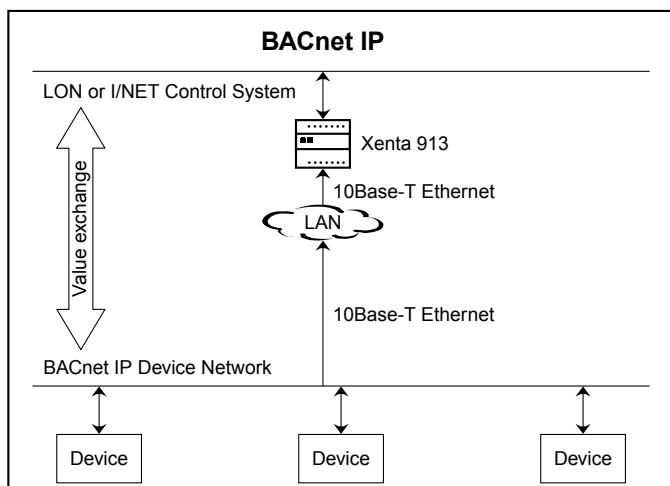 BACnet IP
LON or I/NET Control System
Xenta 913
10Base-T Ethernet
LAN
Value exchange
10Base-T Ethernet
BACnet IP Device Network
Device
Device
Device